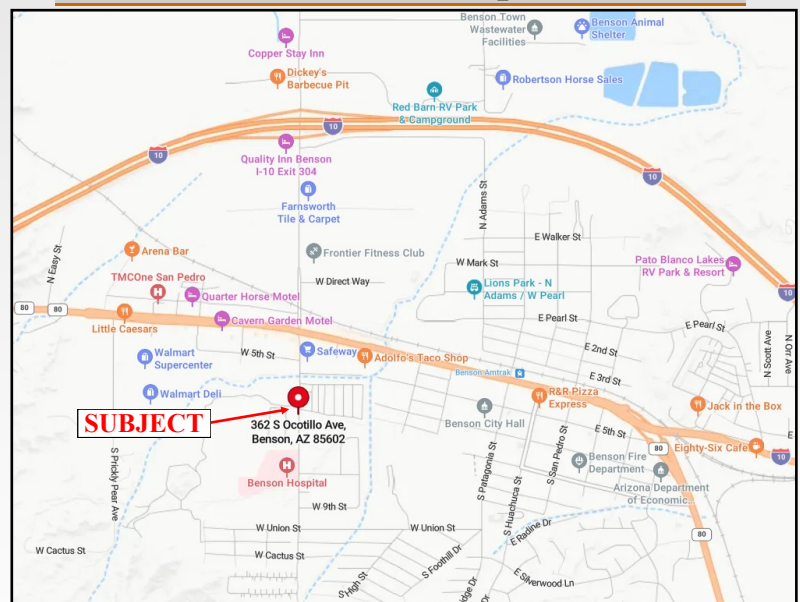 Benson Town
Wastewater
Facilities
Benson Animal
Shelter
Copper Stay Inn
Dickey's
Barbecue Pit
Robertson Horse Sales
Red Barn RV Park
& Campground
10
10
10
Quality Inn Benson
I-10 Exit 304
Farnsworth
Tile & Carpet
N Adams St
E Walker St
N Easy St
Arena Bar
Frontier Fitness Club
W Mark St
Pato Blanco Lakes
RV Park & Resort
TMCOne San Pedro
W Direct Way
Lions Park - N
Adams / W Pearl
Quarter Horse Motel
10
80
80
Little Caesars
Cavern Garden Motel
E Pearl St
E Pearl St
N Scott Ave
N Orr Ave
W 5th St
Safeway
Adolfo's Taco Shop
E 2nd St
Walmart
Supercenter
Benson Amtrak
E 3rd St
Walmart Deli
R&R Pizza
Express
Jack in the Box
SUBJECT
362 S Ocotillo Ave,
Benson, AZ 85602
Benson City Hall
E 5th St
80
Eighty-Six Cafe
10
S Prickly Pear Ave
Benson Hospital
S Patagonia St
S San Pedro St
Benson Fire
Department
Arizona Department
of Economic...
S Huachuca St
W 9th St
W Union St
W Union St
E Radine Dr
80
W Cactus St
W Cactus St
S Foothill Dr
S High St
E Silverwood Ln
dge Dr
Dr